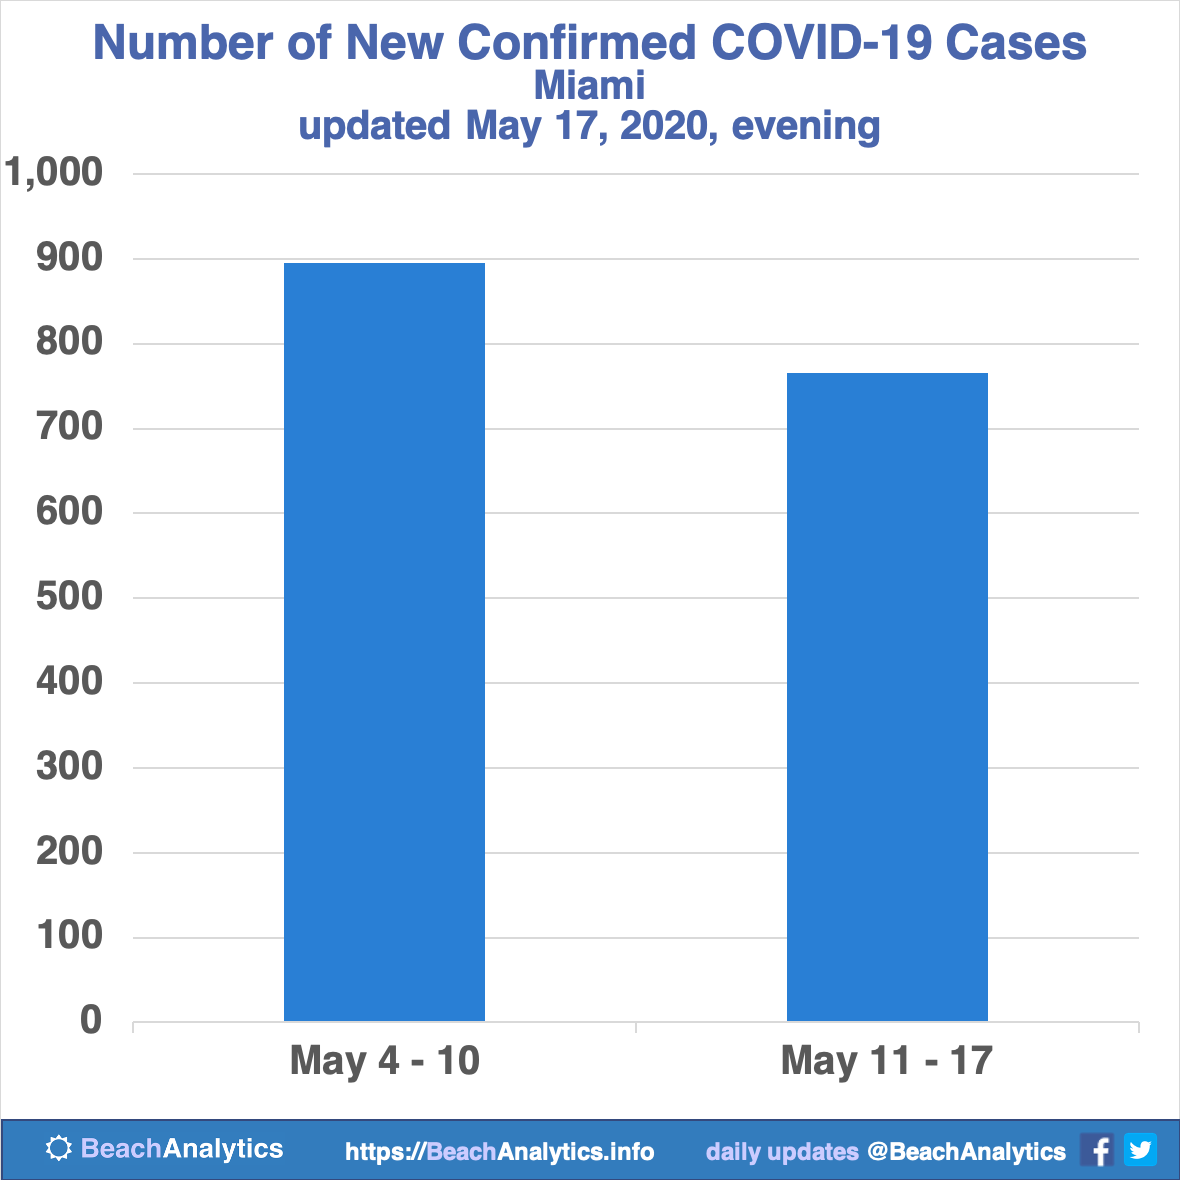 Number of New Confirmed COVID-19 Cases
Miami
updated May 17, 2020, evening
1,000
900
800
700
600
500
400
300
200
100
0
May 4 - 10
May 11 - 17
BeachAnalytics
https://BeachAnalytics.info
daily updates @BeachAnalytics